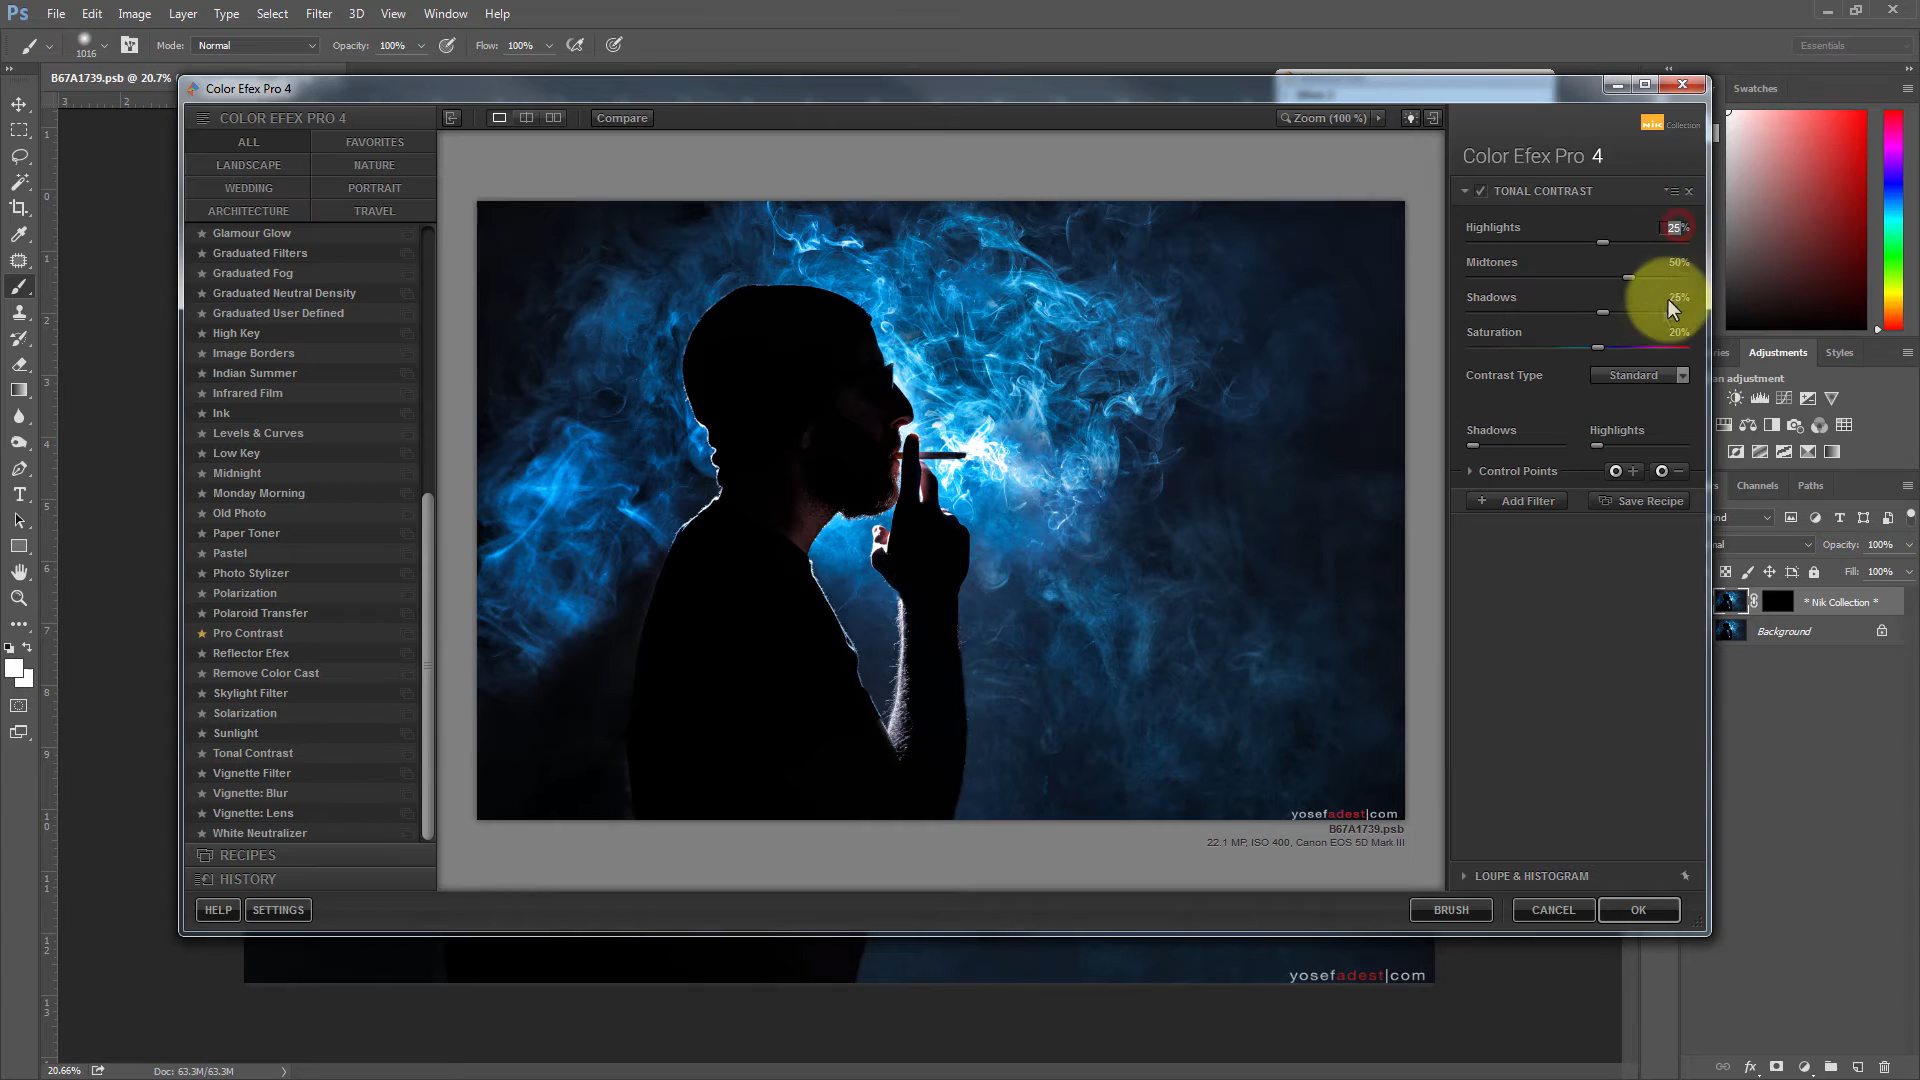 Ps File Edit Image Layer Type Select Filter 3D View Window Help
1016 Mode: Normal Opacity: 100% Flow: 100% Essentials
B67A1739.psb @ 20.7%
Color Efex Pro 4
COLOR EFEX PRO 4
ALL FAVORITES
LANDSCAPE NATURE
WEDDING PORTRAIT
ARCHITECTURE TRAVEL
Glamour Glow
Graduated Filters
Graduated Fog
Graduated Neutral Density
Graduated User Defined
High Key
Image Borders
Indian Summer
Infrared Film
Ink
Levels & Curves
Low Key
Midnight
Monday Morning
Old Photo
Paper Toner
Pastel
Photo Stylizer
Polarization
Polaroid Transfer
Pro Contrast
Reflector Efex
Remove Color Cast
Skylight Filter
Solarization
Sunlight
Tonal Contrast
Vignette Filter
Vignette: Blur
Vignette: Lens
White Neutralizer
RECIPES
HISTORY
HELP SETTINGS
Compare
Zoom (100 %)
yosefadest|com
B67A1739.psb
22.1 MP, ISO 400, Canon EOS 5D Mark III
Nik Collection
Color Efex Pro 4
TONAL CONTRAST
Highlights 25%
Midtones 50%
Shadows 25%
Saturation 20%
Contrast Type Standard
Shadows Highlights
Control Points
Add Filter Save Recipe
LOUPE & HISTOGRAM
BRUSH CANCEL OK
Swatches
Adjustments Styles
an adjustment
Channels Paths
Opacity: 100%
Fill: 100%
* Nik Collection *
Background
yosefadest|com
20.66% Doc: 63.3M/63.3M